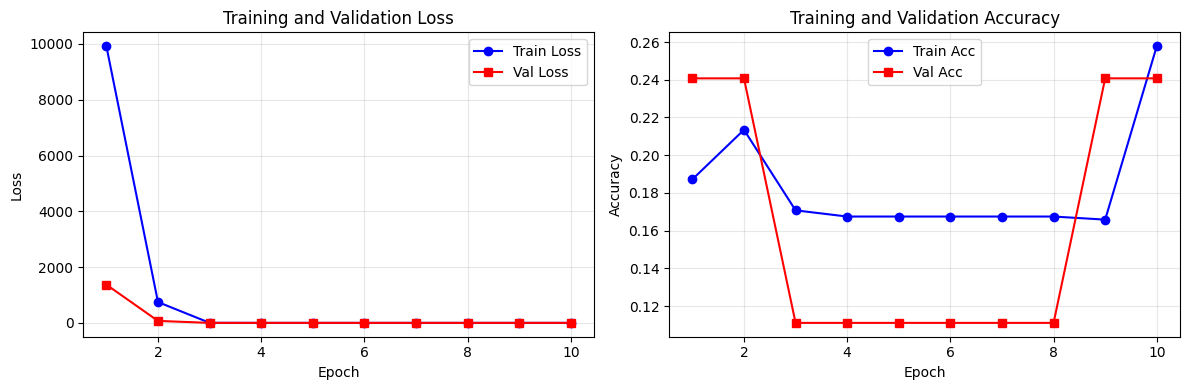 Training and Validation Loss
10000
8000
6000
4000
2000
0
Loss
Train Loss
Val Loss
2
4
6
8
10
Epoch
Training and Validation Accuracy
0.26
0.24
0.22
0.20
0.18
0.16
0.14
0.12
Accuracy
Train Acc
Val Acc
2
4
6
8
10
Epoch